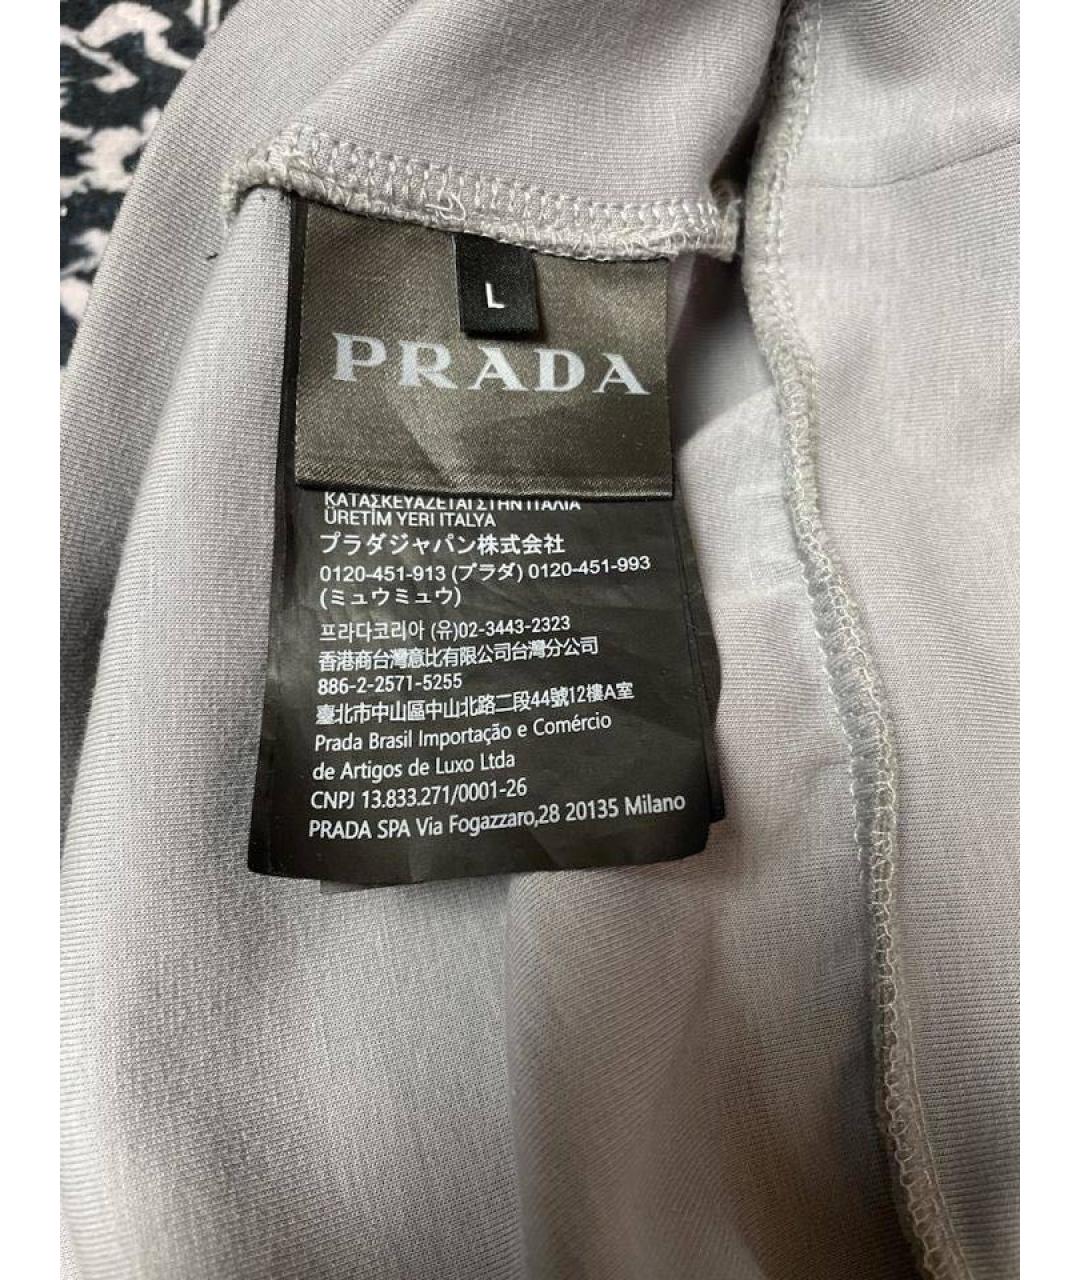 L
PRADA
ΚΑΤΑΣΚΕΥΑΖΕΤΑΙ ΣΤΗΝ ΙΤΑΛΙΑ
ÜRETİM YERI ITALYA
プラダジャパン株式会社
0120-451-913 (プラダ) 0120-451-993
(ミュウミュウ)
프라다코리아 (유)02-3443-2323
香港商台灣意比有限公司台灣分公司
886-2-2571-5255
臺北市中山區中山北路二段44號12樓A室
Prada Brasil Importação e Comércio
de Artigos de Luxo Ltda
CNPJ 13.833.271/0001-26
PRADA SPA Via Fogazzaro,28 20135 Milano